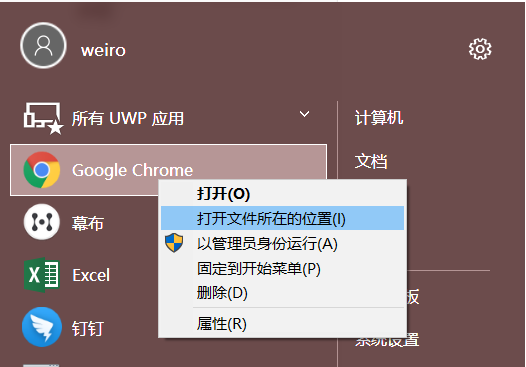 weiro
所有 UWP 应用
计算机
Google Chrome
文档
打开(O)
打开文件所在的位置(I)
幕布
以管理员身份运行(A)
固定到开始菜单(P)
Excel
删除(D)
板
钉钉
属性(R)
系统设置